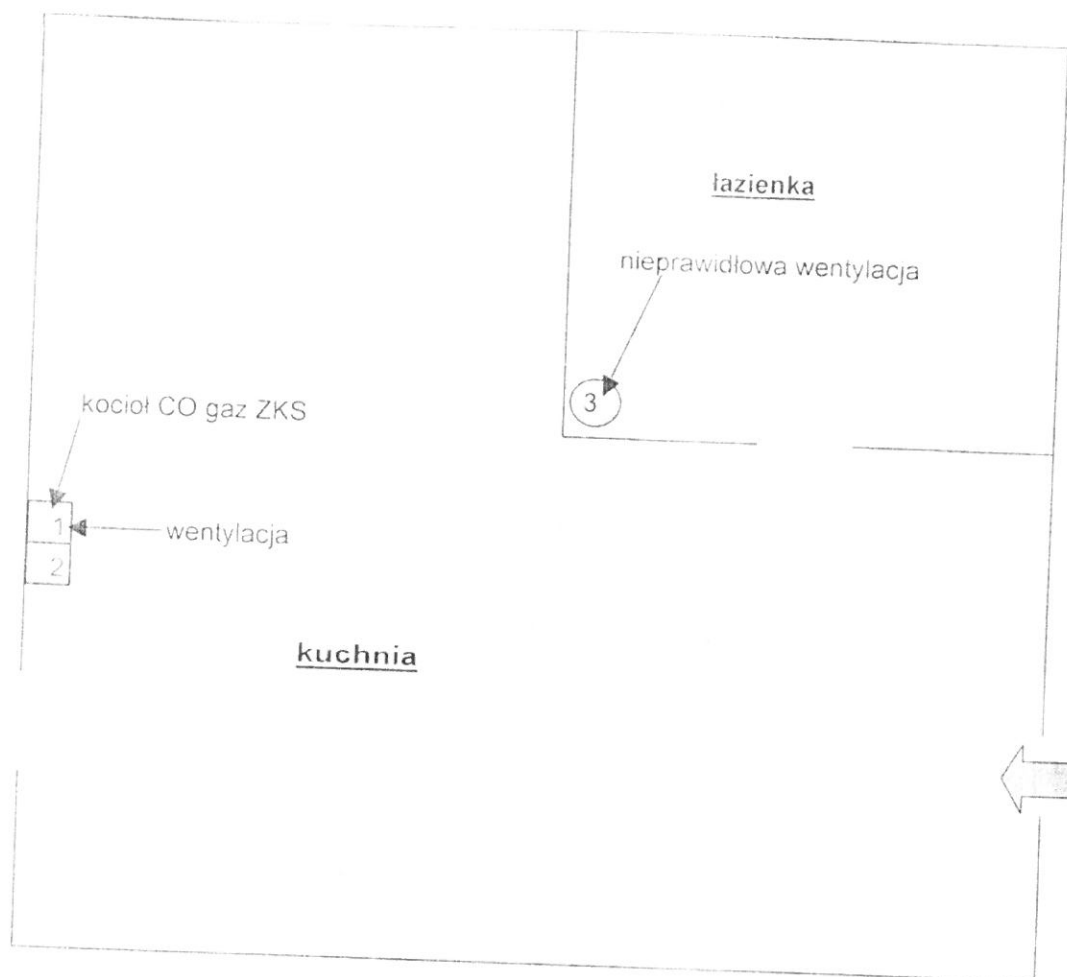 łazienka
nieprawidłowa wentylacja
3
kocioł CO gaz ZKS
1
wentylacja
2
kuchnia